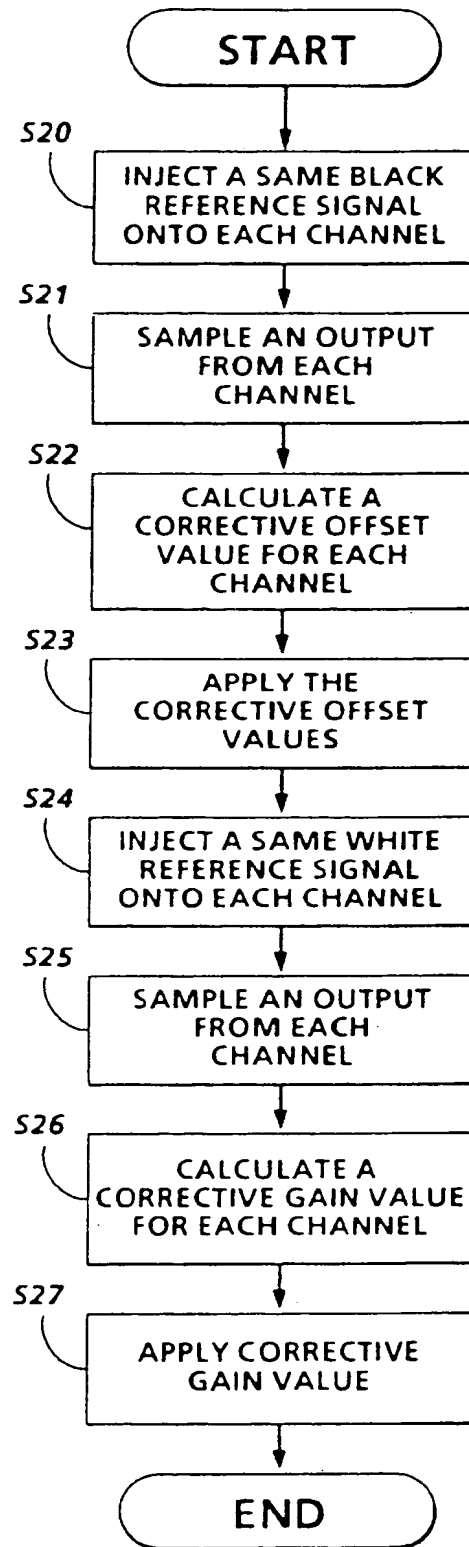 START
S20
INJECT A SAME BLACK
REFERENCE SIGNAL
ONTO EACH CHANNEL
S21
SAMPLE AN OUTPUT
FROM EACH
CHANNEL
S22
CALCULATE A
CORRECTIVE OFFSET
VALUE FOR EACH
CHANNEL
S23
APPLY THE
CORRECTIVE OFFSET
VALUES
S24
INJECT A SAME WHITE
REFERENCE SIGNAL
ONTO EACH CHANNEL
S25
SAMPLE AN OUTPUT
FROM EACH
CHANNEL
S26
CALCULATE A
CORRECTIVE GAIN VALUE
FOR EACH CHANNEL
S27
APPLY CORRECTIVE
GAIN VALUE
END